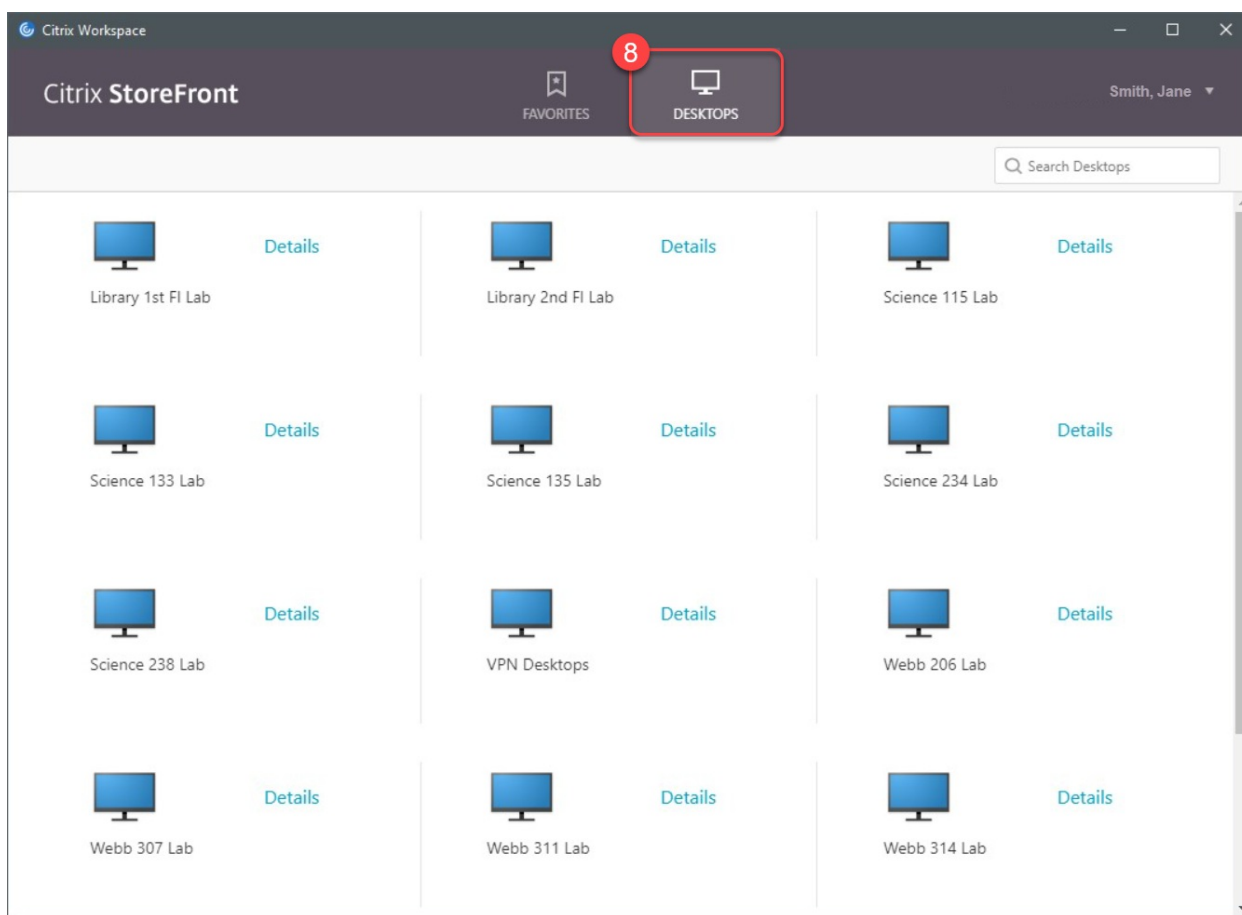 Citrix Workspace
8
Citrix StoreFront
FAVORITES
DESKTOPS
Smith, Jane
Search Desktops
Details
Details
Details
Library 1st Fl Lab
Library 2nd Fl Lab
Science 115 Lab
Details
Details
Details
Science 133 Lab
Science 135 Lab
Science 234 Lab
Details
Details
Details
Science 238 Lab
VPN Desktops
Webb 206 Lab
Details
Details
Details
Webb 307 Lab
Webb 311 Lab
Webb 314 Lab